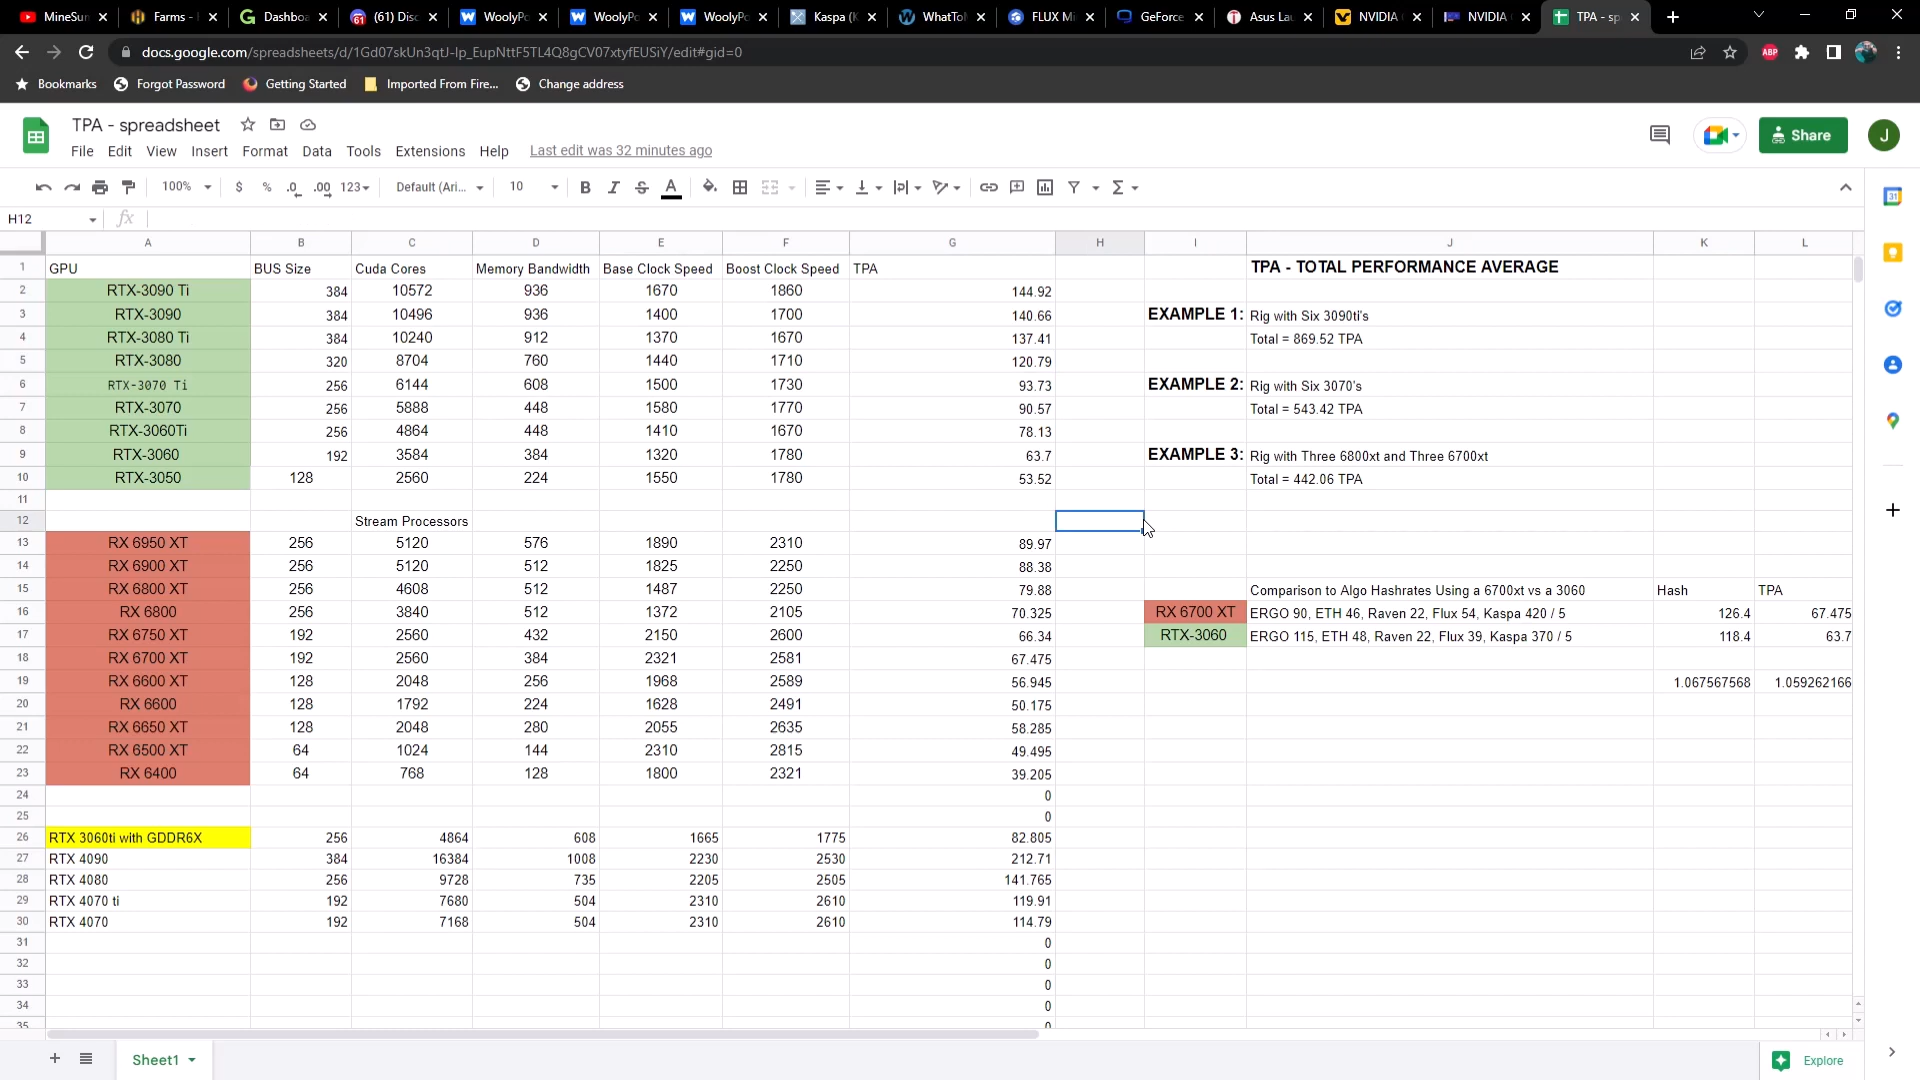 MineSun
Farms -
Dashboa
(61) Disc
WoolyPo
WoolyPo
WoolyPo
Kaspa (K
WhatToM
FLUX Mi
GeForce
Asus Lau
NVIDIA
NVIDIA
TPA - sp
docs.google.com/spreadsheets/d/1Gd07skUn3qtJ-lp_EupNttF5TL4Q8gCV07xtyfEUSiY/edit#gid=0
ABP
Bookmarks Forgot Password Getting Started Imported From Fire... Change address
TPA - spreadsheet
File Edit View Insert Format Data Tools Extensions Help Last edit was 32 minutes ago
Share
J
100% $ % .0 .00 123 Default (Ari... 10 B I S A
31
H12 fx
A B C D E F G H I J K L
1 GPU BUS Size Cuda Cores Memory Bandwidth Base Clock Speed Boost Clock Speed TPA TPA - TOTAL PERFORMANCE AVERAGE
2 RTX-3090 Ti 384 10572 936 1670 1860 144.92
3 RTX-3090 384 10496 936 1400 1700 140.66 EXAMPLE 1: Rig with Six 3090ti's
4 RTX-3080 Ti 384 10240 912 1370 1670 137.41 Total = 869.52 TPA
5 RTX-3080 320 8704 760 1440 1710 120.79
6 RTX-3070 Ti 256 6144 608 1500 1730 93.73 EXAMPLE 2: Rig with Six 3070's
7 RTX-3070 256 5888 448 1580 1770 90.57 Total = 543.42 TPA
8 RTX-3060Ti 256 4864 448 1410 1670 78.13
9 RTX-3060 192 3584 384 1320 1780 63.7 EXAMPLE 3: Rig with Three 6800xt and Three 6700xt
10 RTX-3050 128 2560 224 1550 1780 53.52 Total = 442.06 TPA
11
12 Stream Processors
13 RX 6950 XT 256 5120 576 1890 2310 89.97
14 RX 6900 XT 256 5120 512 1825 2250 88.38
15 RX 6800 XT 256 4608 512 1487 2250 79.88 Comparison to Algo Hashrates Using a 6700xt vs a 3060 Hash TPA
16 RX 6800 256 3840 512 1372 2105 70.325 RX 6700 XT ERGO 90, ETH 46, Raven 22, Flux 54, Kaspa 420 / 5 126.4 67.475
17 RX 6750 XT 192 2560 432 2150 2600 66.34 RTX-3060 ERGO 115, ETH 48, Raven 22, Flux 39, Kaspa 370 / 5 118.4 63.7
18 RX 6700 XT 192 2560 384 2321 2581 67.475
19 RX 6600 XT 128 2048 256 1968 2589 56.945 1.067567568 1.059262166
20 RX 6600 128 1792 224 1628 2491 50.175
21 RX 6650 XT 128 2048 280 2055 2635 58.285
22 RX 6500 XT 64 1024 144 2310 2815 49.495
23 RX 6400 64 768 128 1800 2321 39.205
24 0
25 0
26 RTX 3060ti with GDDR6X 256 4864 608 1665 1775 82.805
27 RTX 4090 384 16384 1008 2230 2530 212.71
28 RTX 4080 256 9728 735 2205 2505 141.765
29 RTX 4070 ti 192 7680 504 2310 2610 119.91
30 RTX 4070 192 7168 504 2310 2610 114.79
31 0
32 0
33 0
34 0
35 0
Sheet1
Explore